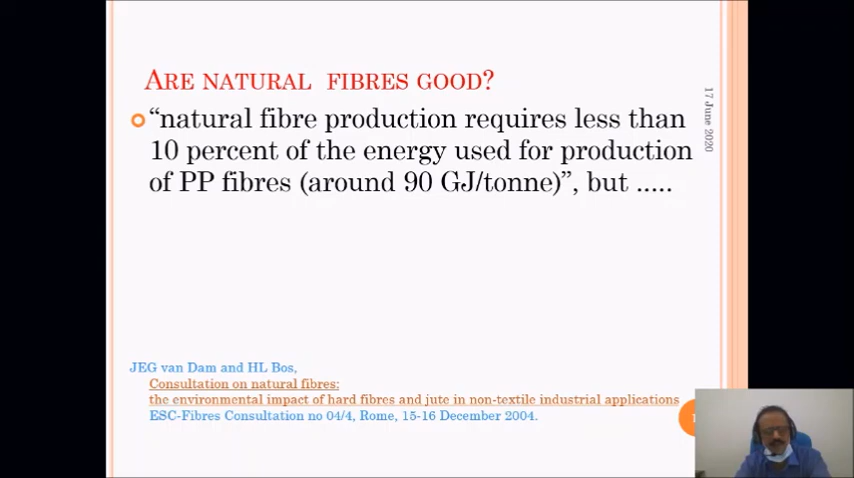 ARE NATURAL FIBRES GOOD?
“natural fibre production requires less than
10 percent of the energy used for production
of PP fibres (around 90 GJ/tonne)”, but .....
17 June 2020
JEG van Dam and HL Bos,
Consultation on natural fibres:
the environmental impact of hard fibres and jute in non-textile industrial applications
ESC-Fibres Consultation no 04/4, Rome, 15-16 December 2004.